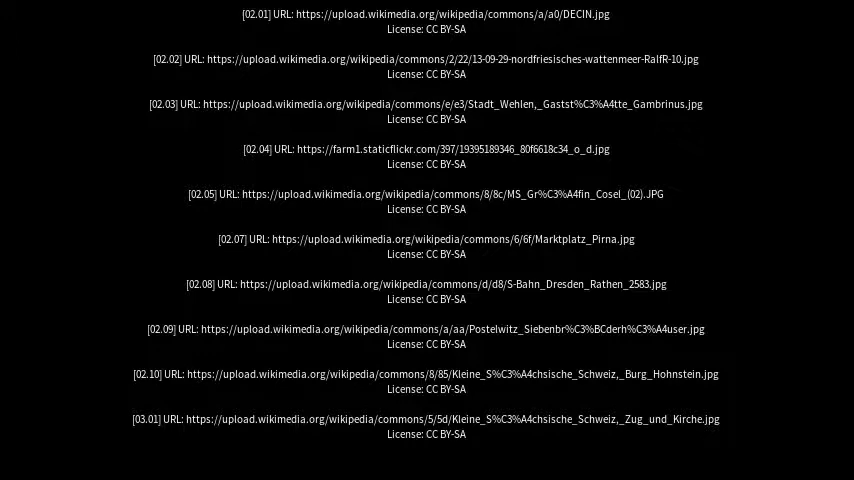 [02.01] URL: https://upload.wikimedia.org/wikipedia/commons/a/a0/DECIN.jpg
License: CC BY-SA
[02.02] URL: https://upload.wikimedia.org/wikipedia/commons/2/22/13-09-29-nordfriesisches-wattenmeer-RalfR-10.jpg
License: CC BY-SA
[02.03] URL: https://upload.wikimedia.org/wikipedia/commons/e/e3/Stadt_Wehlen,_Gastst%C3%A4tte_Gambrinus.jpg
License: CC BY-SA
[02.04] URL: https://farm1.staticflickr.com/397/19395189346_80f6618c34_o_d.jpg
License: CC BY-SA
[02.05] URL: https://upload.wikimedia.org/wikipedia/commons/8/8c/MS_Gr%C3%A4fin_Cosel_(02).JPG
License: CC BY-SA
[02.07] URL: https://upload.wikimedia.org/wikipedia/commons/6/6f/Marktplatz_Pirna.jpg
License: CC BY-SA
[02.08] URL: https://upload.wikimedia.org/wikipedia/commons/d/d8/S-Bahn_Dresden_Rathen_2583.jpg
License: CC BY-SA
[02.09] URL: https://upload.wikimedia.org/wikipedia/commons/a/aa/Postelwitz_Siebenbr%C3%BCderh%C3%A4user.jpg
License: CC BY-SA
[02.10] URL: https://upload.wikimedia.org/wikipedia/commons/8/85/Kleine_S%C3%A4chsische_Schweiz,_Burg_Hohnstein.jpg
License: CC BY-SA
[03.01] URL: https://upload.wikimedia.org/wikipedia/commons/5/5d/Kleine_S%C3%A4chsische_Schweiz,_Zug_und_Kirche.jpg
License: CC BY-SA